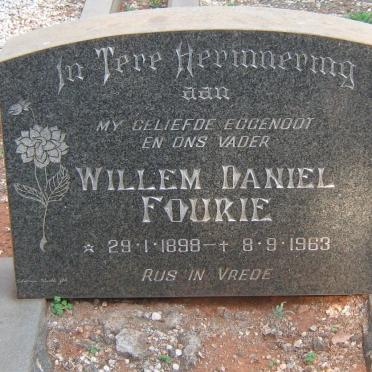 In Tere Herinnering
aan
MY GELIEFDE EGGENOOT
EN ONS VADER
WILLEM DANIEL
FOURIE
* 29·1·1898 - + 8·9·1963
RUS IN VREDE